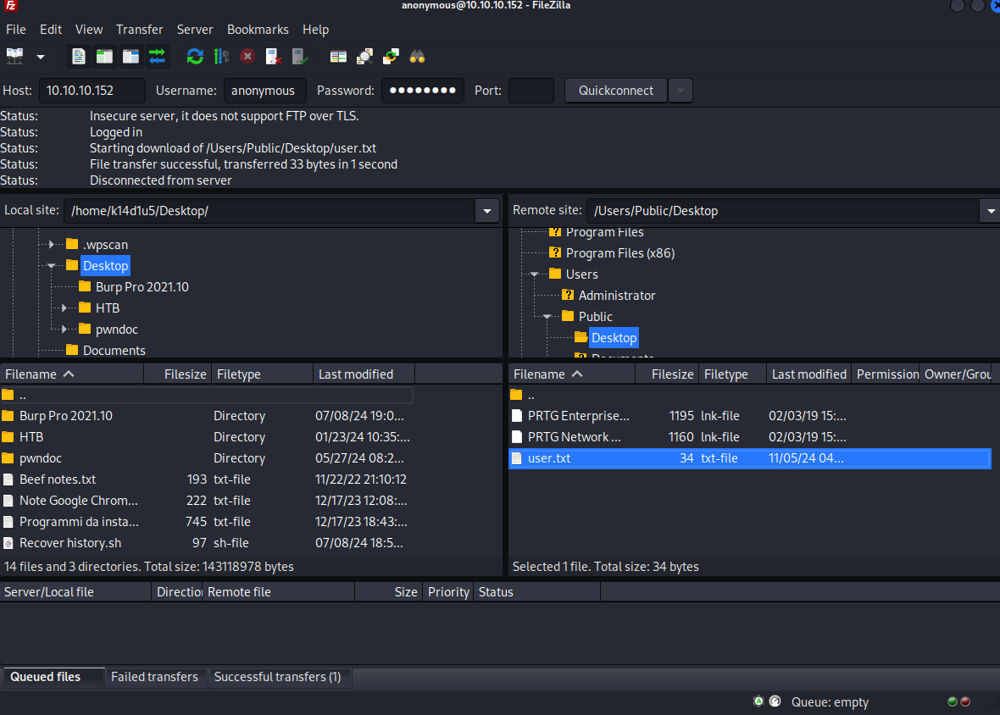 Fz anonymous@10.10.10.152 - FileZilla
File Edit View Transfer Server Bookmarks Help
Host: 10.10.10.152 Username: anonymous Password: ●●●●●●●● Port: Quickconnect
Status: Insecure server, it does not support FTP over TLS.
Status: Logged in
Status: Starting download of /Users/Public/Desktop/user.txt
Status: File transfer successful, transferred 33 bytes in 1 second
Status: Disconnected from server
Local site: /home/k14d1u5/Desktop/
.wpscan
Desktop
Burp Pro 2021.10
HTB
pwndoc
Documents
Filename Filesize Filetype Last modified
..
Burp Pro 2021.10 Directory 07/08/24 19:0...
HTB Directory 01/23/24 10:35:...
pwndoc Directory 05/27/24 08:2...
Beef notes.txt 193 txt-file 11/22/22 21:10:12
Note Google Chrom... 222 txt-file 12/17/23 12:08:...
Programmi da insta... 745 txt-file 12/17/23 18:43:...
Recover history.sh 97 sh-file 07/08/24 18:5...
14 files and 3 directories. Total size: 143118978 bytes
Remote site: /Users/Public/Desktop
Program Files
Program Files (x86)
Users
Administrator
Public
Desktop
Documents
Filename Filesize Filetype Last modified Permission Owner/Grou
..
PRTG Enterprise... 1195 lnk-file 02/03/19 15:...
PRTG Network ... 1160 lnk-file 02/03/19 15:...
user.txt 34 txt-file 11/05/24 04...
Selected 1 file. Total size: 34 bytes
Server/Local file Direction Remote file Size Priority Status
Queued files Failed transfers Successful transfers (1)
Queue: empty